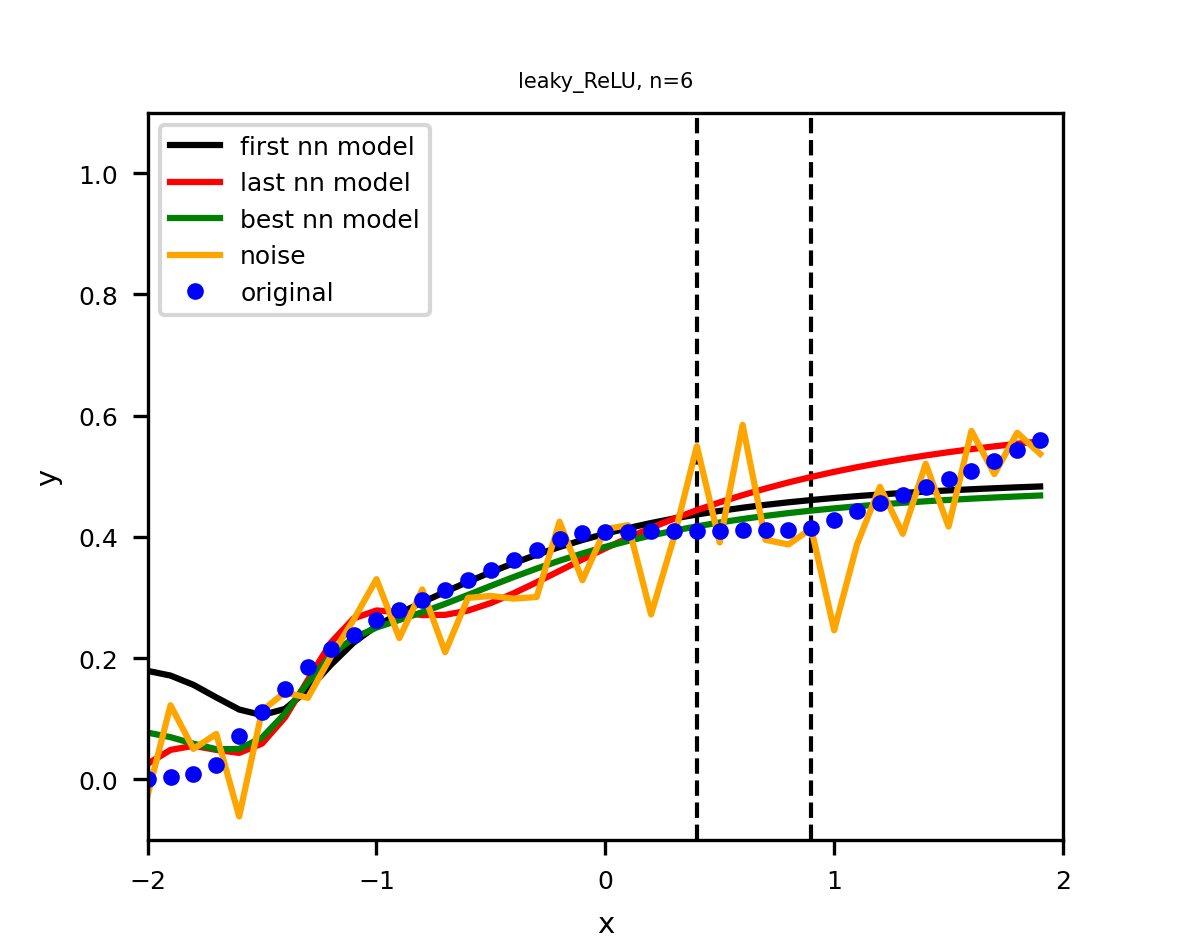 leaky_ReLU, n=6
first nn model
last nn model
best nn model
noise
original
1.0
0.8
0.6
0.4
0.2
0.0
y
−2
−1
0
1
2
x